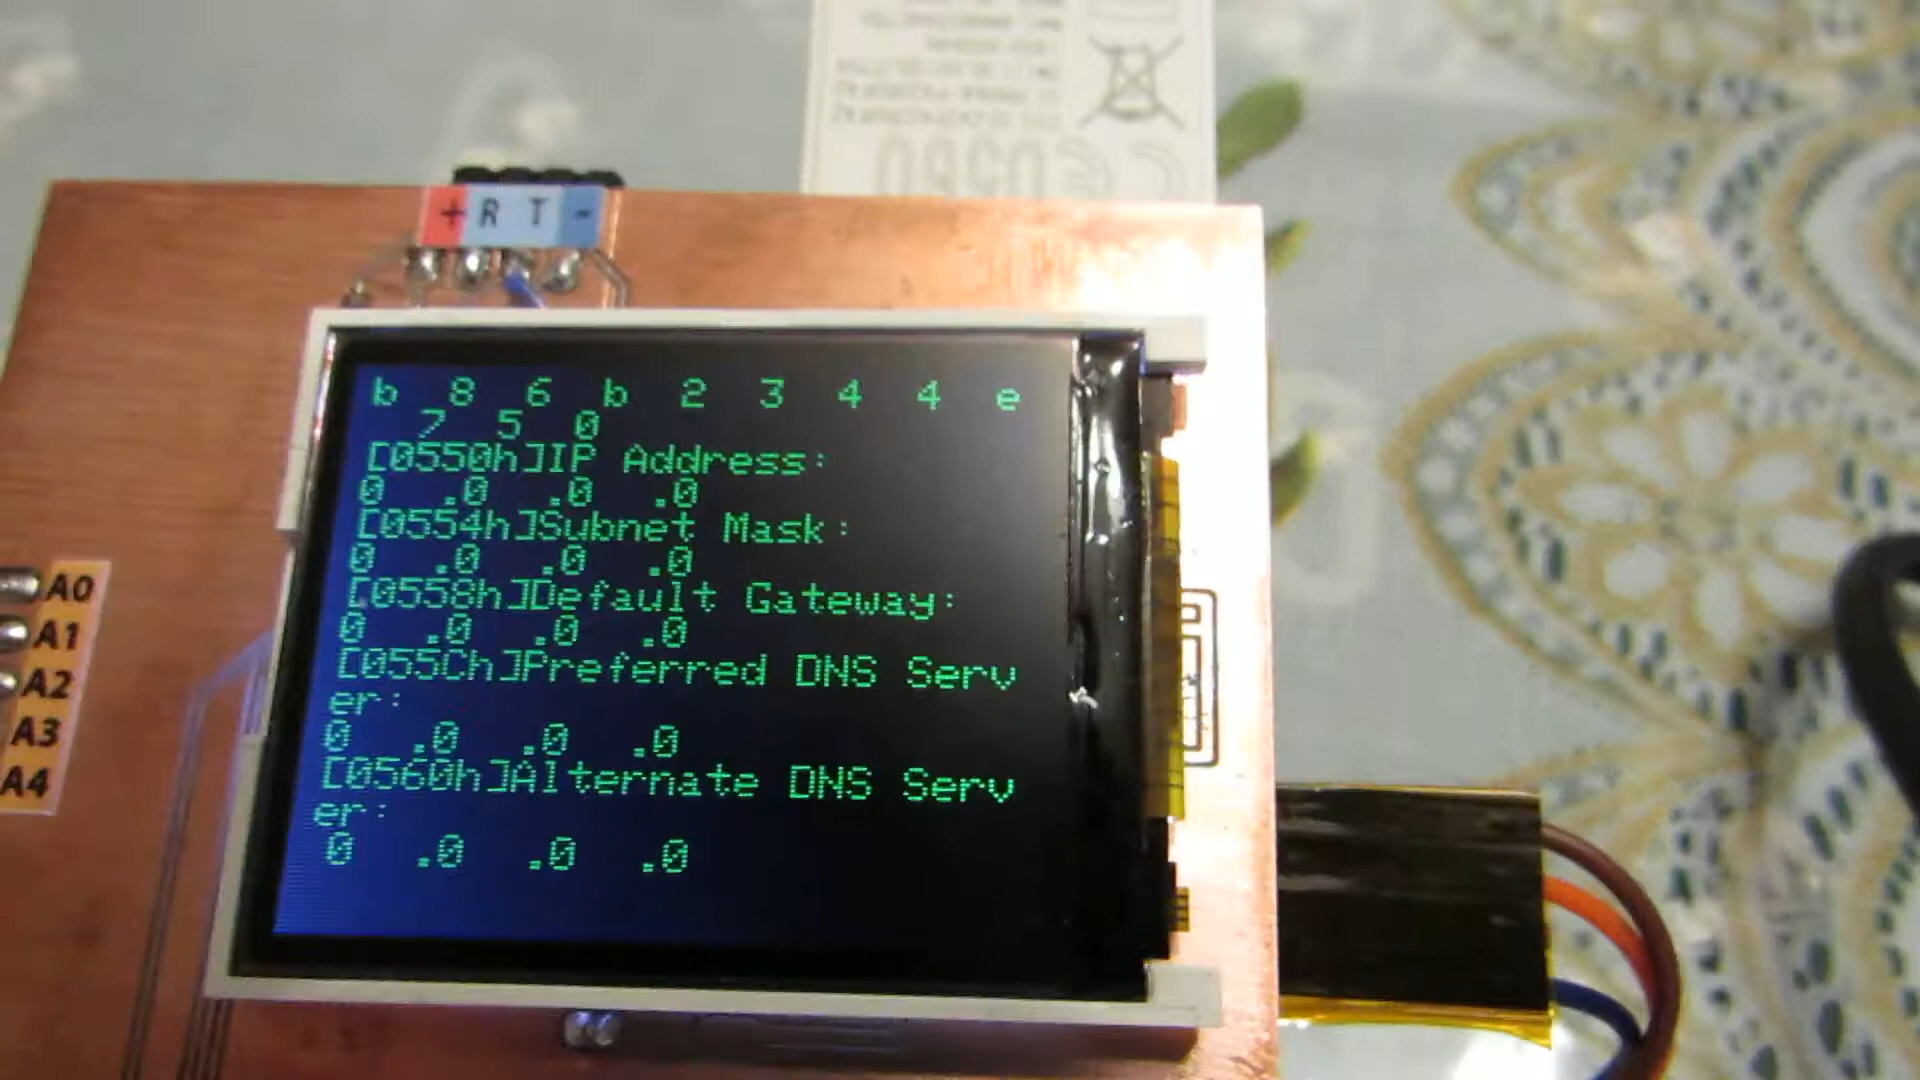 CE0560
+ R T -
b 8 6 b 2 3 4 4 e
7 5 0
[0550h]IP Address:
0 .0 .0 .0
[0554h]Subnet Mask:
0 .0 .0 .0
[0558h]Default Gateway:
0 .0 .0 .0
[055Ch]Preferred DNS Serv
er:
0 .0 .0 .0
[0560h]Alternate DNS Serv
er:
0 .0 .0 .0
A0
A1
A2
A3
A4